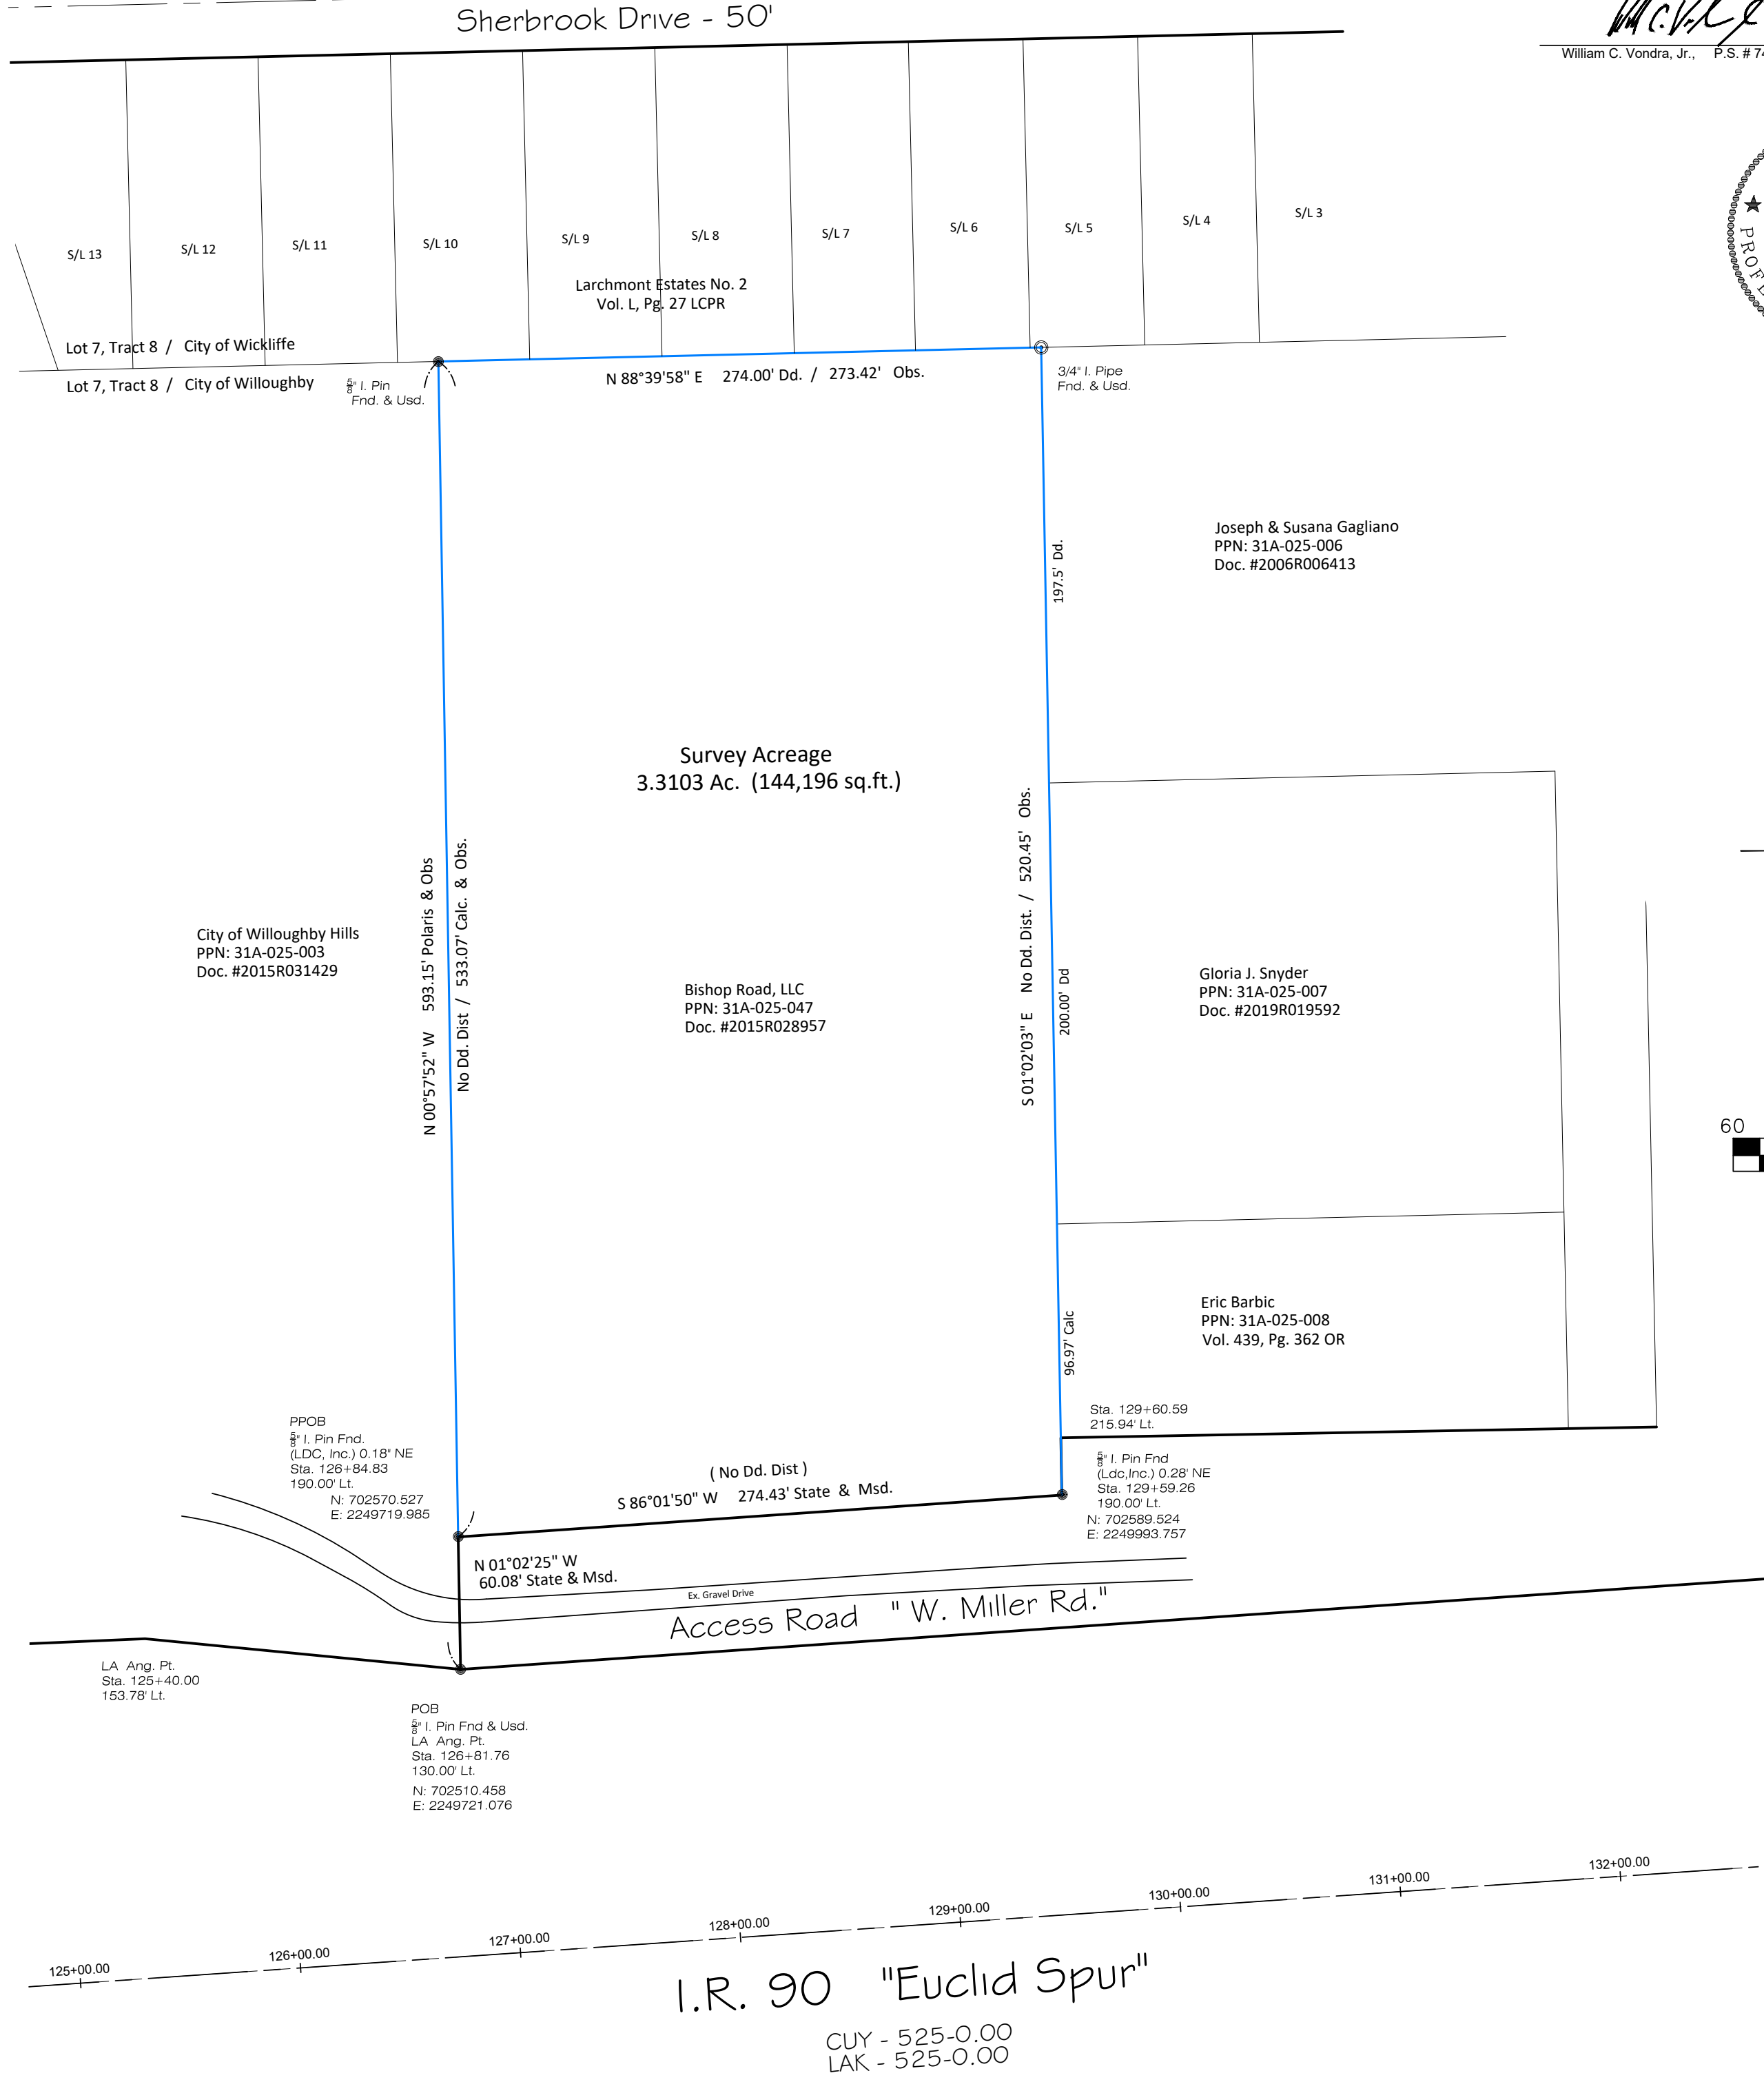 Sherbrook Drive - 50'
William C. Vondra, Jr., P.S. # 74
S/L 13
S/L 12
S/L 11
S/L 10
S/L 9
S/L 8
S/L 7
S/L 6
S/L 5
S/L 4
S/L 3
Larchmont Estates No. 2
Vol. L, Pg. 27 LCPR
Lot 7, Tract 8 / City of Wickliffe
Lot 7, Tract 8 / City of Willoughby
5/8" I. Pin
Fnd. & Usd.
N 88°39'58" E 274.00' Dd. / 273.42' Obs.
3/4" I. Pipe
Fnd. & Usd.
Joseph & Susana Gagliano
PPN: 31A-025-006
Doc. #2006R006413
197.5' Dd.
Survey Acreage
3.3103 Ac. (144,196 sq.ft.)
N 00°57'52" W 593.15' Polaris & Obs
No Dd. Dist / 533.07' Calc. & Obs.
S 01°02'03" E No Dd. Dist. / 520.45' Obs.
200.00' Dd
City of Willoughby Hills
PPN: 31A-025-003
Doc. #2015R031429
Bishop Road, LLC
PPN: 31A-025-047
Doc. #2015R028957
Gloria J. Snyder
PPN: 31A-025-007
Doc. #2019R019592
60
Eric Barbic
PPN: 31A-025-008
Vol. 439, Pg. 362 OR
96.97' Calc
Sta. 129+60.59
215.94' Lt.
PPOB
5/8" I. Pin Fnd.
(LDC, Inc.) 0.18" NE
Sta. 126+84.83
190.00' Lt.
N: 702570.527
E: 2249719.985
( No Dd. Dist )
S 86°01'50" W 274.43' State & Msd.
5/8" I. Pin Fnd
(Ldc,Inc.) 0.28' NE
Sta. 129+59.26
190.00' Lt.
N: 702589.524
E: 2249993.757
N 01°02'25" W
60.08' State & Msd.
Ex. Gravel Drive
Access Road " W. Miller Rd."
LA Ang. Pt.
Sta. 125+40.00
153.78' Lt.
POB
5/8" I. Pin Fnd & Usd.
LA Ang. Pt.
Sta. 126+81.76
130.00' Lt.
N: 702510.458
E: 2249721.076
125+00.00
126+00.00
127+00.00
128+00.00
129+00.00
130+00.00
131+00.00
132+00.00
I.R. 90 "Euclid Spur"
CUY - 525-0.00
LAK - 525-0.00